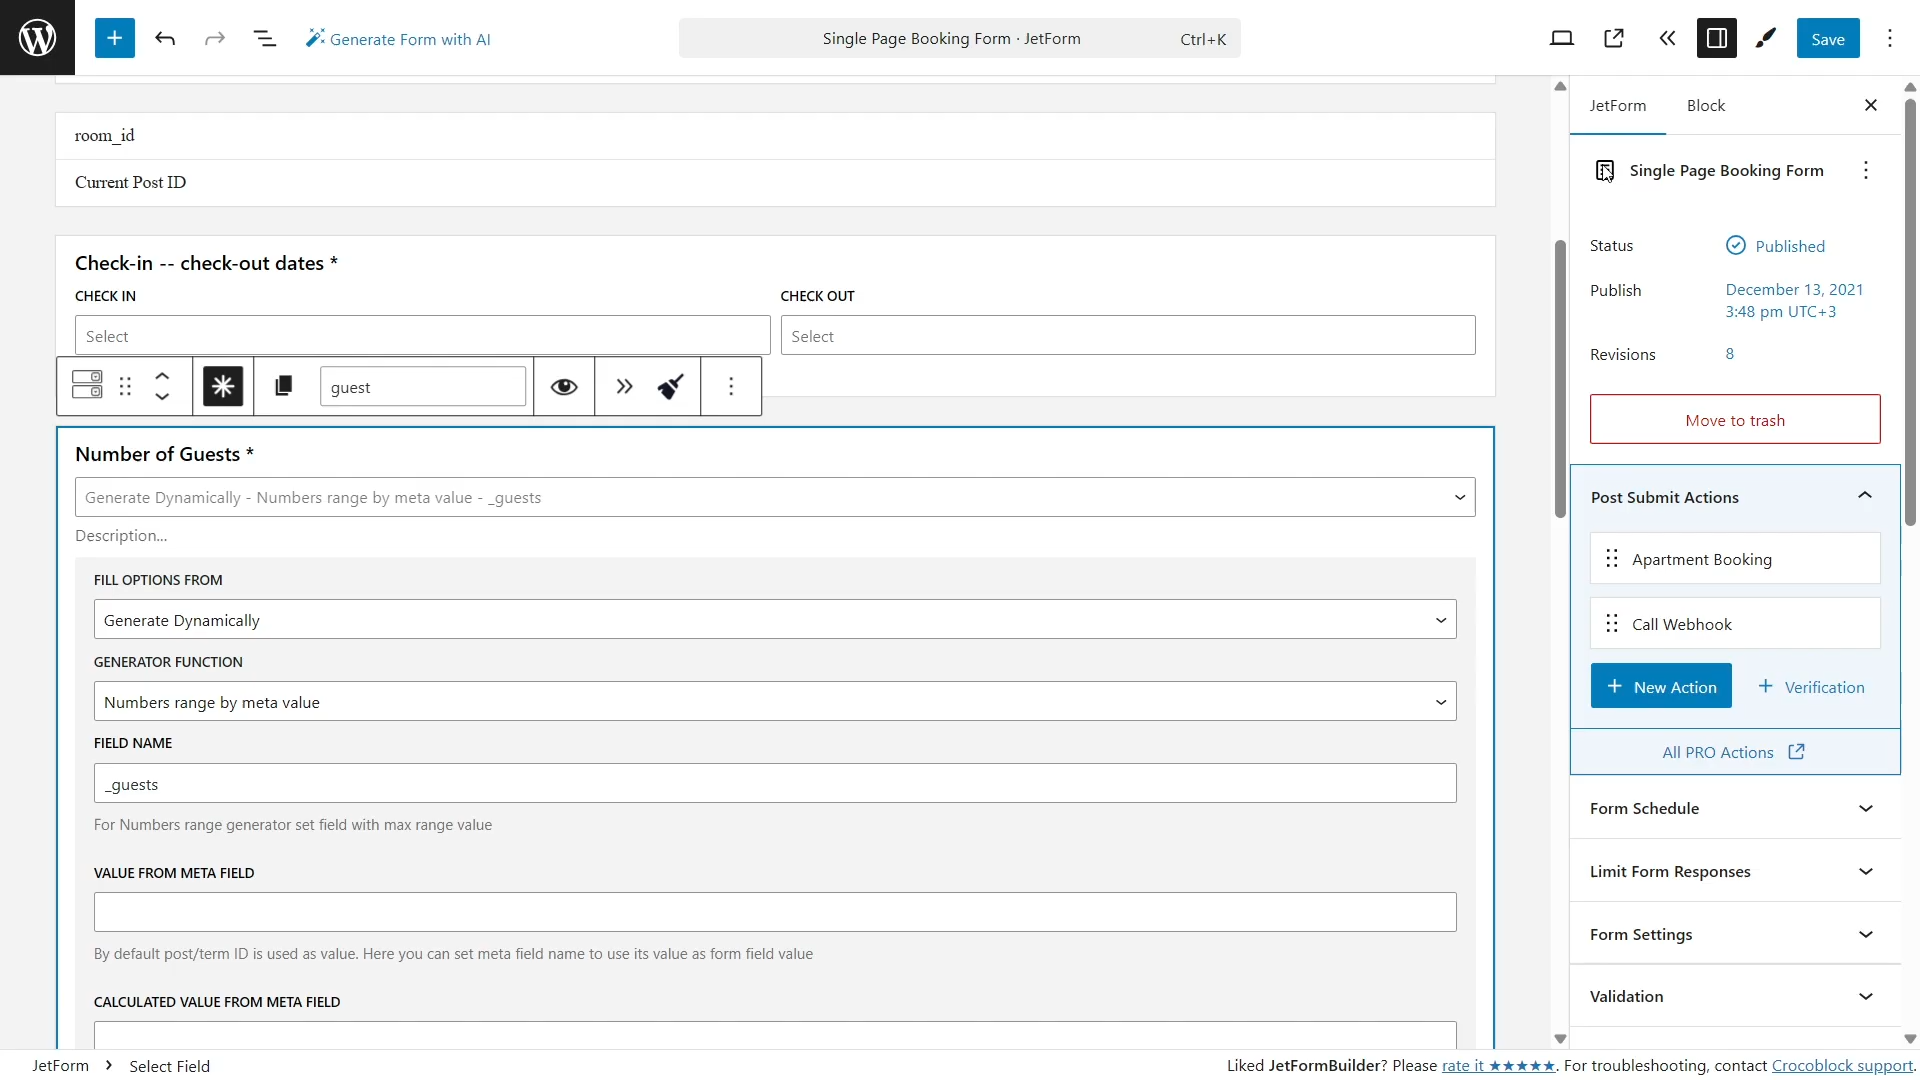 Generate Form with AI
Single Page Booking Form · JetForm
Ctrl+K
Save
room_id
Current Post ID
Check-in -- check-out dates *
CHECK IN
CHECK OUT
Select
Select
guest
Number of Guests *
Generate Dynamically - Numbers range by meta value - _guests
Description...
FILL OPTIONS FROM
Generate Dynamically
GENERATOR FUNCTION
Numbers range by meta value
FIELD NAME
_guests
For Numbers range generator set field with max range value
VALUE FROM META FIELD
By default post/term ID is used as value. Here you can set meta field name to use its value as form field value
CALCULATED VALUE FROM META FIELD
JetForm
Block
Single Page Booking Form
Status
Published
Publish
December 13, 2021
3:48 pm UTC+3
Revisions
8
Move to trash
Post Submit Actions
Apartment Booking
Call Webhook
New Action
Verification
All PRO Actions
Form Schedule
Limit Form Responses
Form Settings
Validation
JetForm
Select Field
Liked JetFormBuilder? Please rate it ★★★★★. For troubleshooting, contact Crocoblock support.